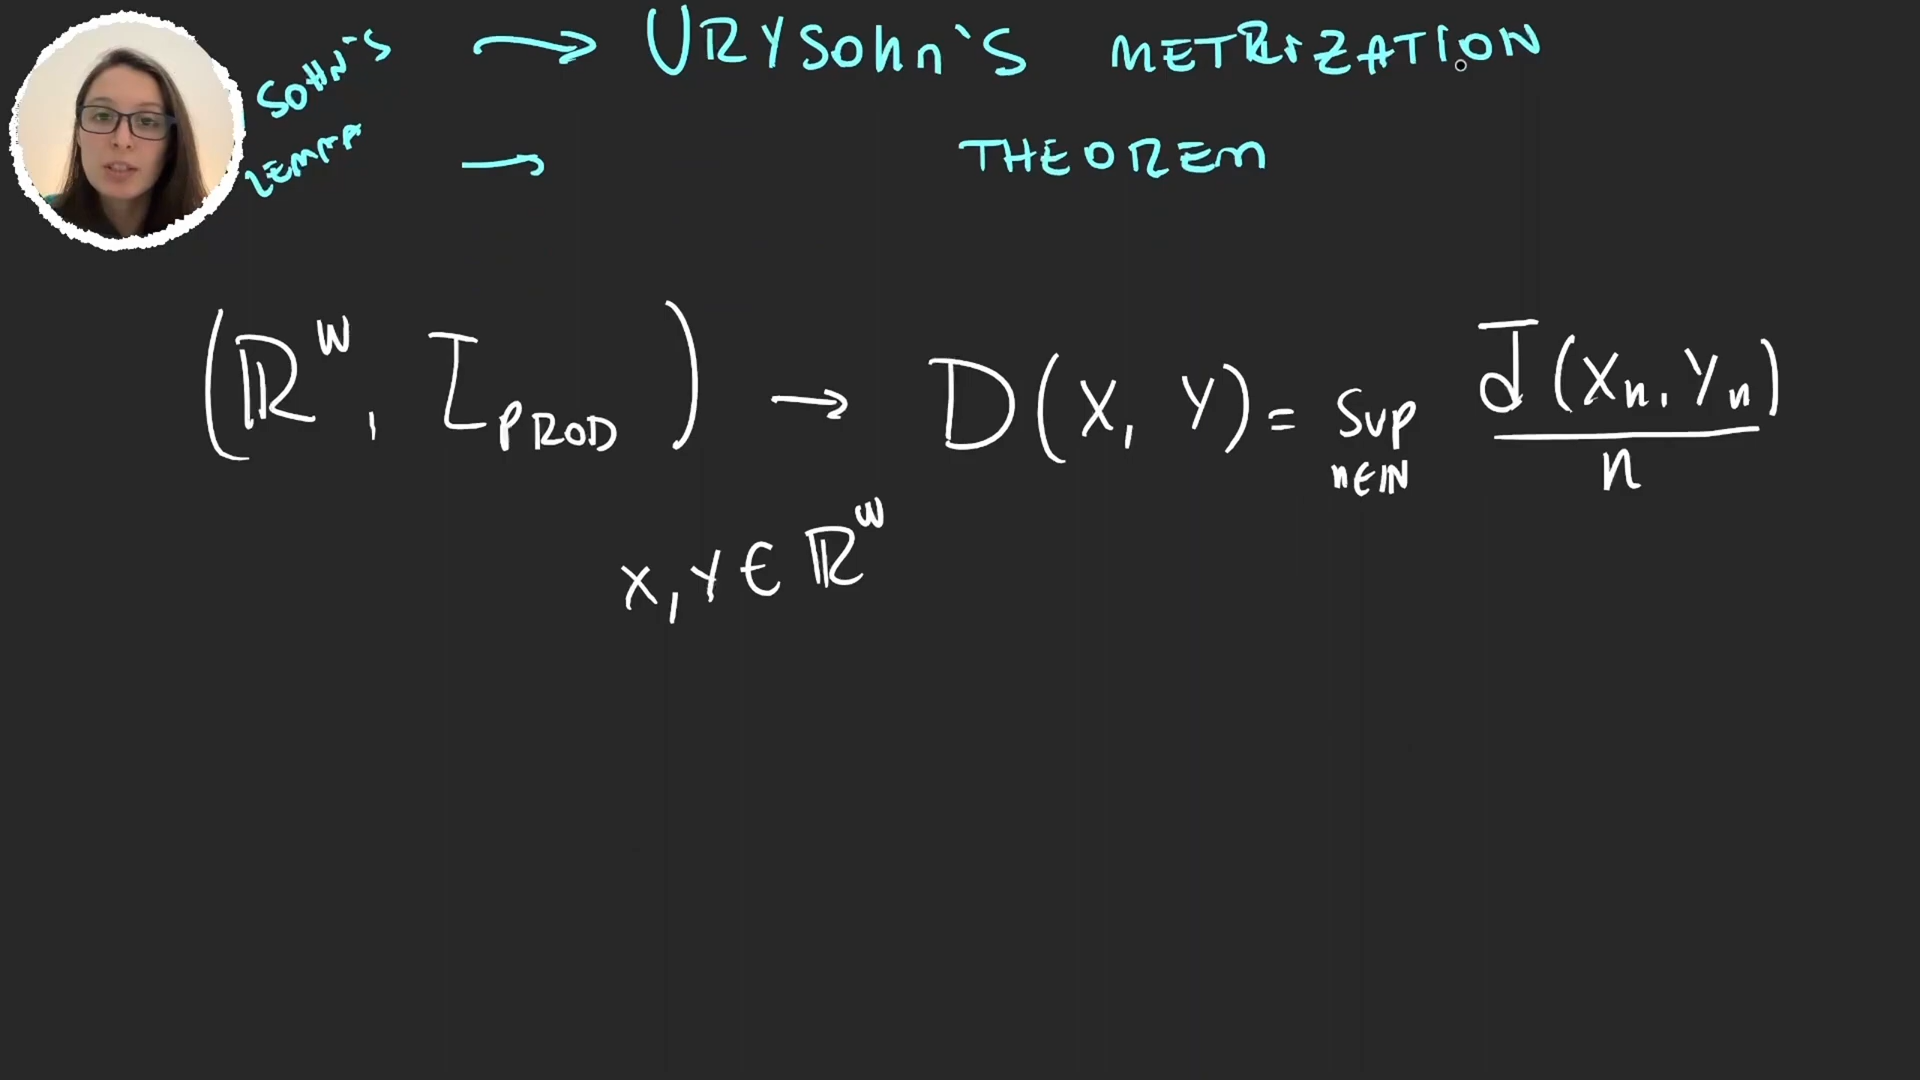 SOHN'S → URYSOHN'S METRIZATION
LEMMA → THEOREM
(ℝ^ω, τ_PROD) → D(X, Y) = sup_{n∈ℕ} d̄(x_n, y_n) / n
x, y ∈ ℝ^ω